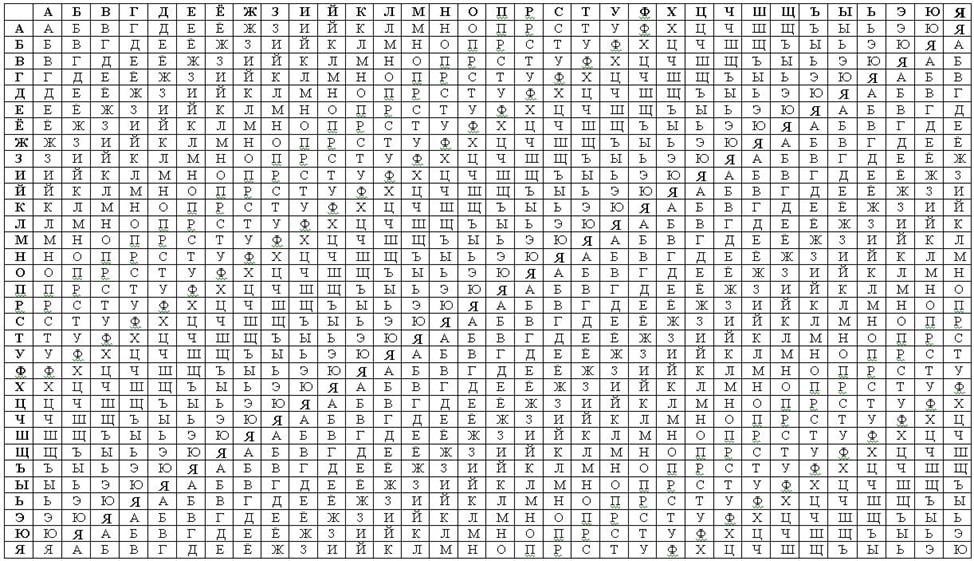 А Б В Г Д Е Ё Ж З И Й К Л М Н О П Р С Т У Ф Х Ц Ч Ш Щ Ъ Ы Ь Э Ю Я
А А Б В Г Д Е Ё Ж З И Й К Л М Н О П Р С Т У Ф Х Ц Ч Ш Щ Ъ Ы Ь Э Ю Я
Б Б В Г Д Е Ё Ж З И Й К Л М Н О П Р С Т У Ф Х Ц Ч Ш Щ Ъ Ы Ь Э Ю Я А
В В Г Д Е Ё Ж З И Й К Л М Н О П Р С Т У Ф Х Ц Ч Ш Щ Ъ Ы Ь Э Ю Я А Б
Г Г Д Е Ё Ж З И Й К Л М Н О П Р С Т У Ф Х Ц Ч Ш Щ Ъ Ы Ь Э Ю Я А Б В
Д Д Е Ё Ж З И Й К Л М Н О П Р С Т У Ф Х Ц Ч Ш Щ Ъ Ы Ь Э Ю Я А Б В Г
Е Е Ё Ж З И Й К Л М Н О П Р С Т У Ф Х Ц Ч Ш Щ Ъ Ы Ь Э Ю Я А Б В Г Д
Ё Ё Ж З И Й К Л М Н О П Р С Т У Ф Х Ц Ч Ш Щ Ъ Ы Ь Э Ю Я А Б В Г Д Е
Ж Ж З И Й К Л М Н О П Р С Т У Ф Х Ц Ч Ш Щ Ъ Ы Ь Э Ю Я А Б В Г Д Е Ё
З З И Й К Л М Н О П Р С Т У Ф Х Ц Ч Ш Щ Ъ Ы Ь Э Ю Я А Б В Г Д Е Ё Ж
И И Й К Л М Н О П Р С Т У Ф Х Ц Ч Ш Щ Ъ Ы Ь Э Ю Я А Б В Г Д Е Ё Ж З
Й Й К Л М Н О П Р С Т У Ф Х Ц Ч Ш Щ Ъ Ы Ь Э Ю Я А Б В Г Д Е Ё Ж З И
К К Л М Н О П Р С Т У Ф Х Ц Ч Ш Щ Ъ Ы Ь Э Ю Я А Б В Г Д Е Ё Ж З И Й
Л Л М Н О П Р С Т У Ф Х Ц Ч Ш Щ Ъ Ы Ь Э Ю Я А Б В Г Д Е Ё Ж З И Й К
М М Н О П Р С Т У Ф Х Ц Ч Ш Щ Ъ Ы Ь Э Ю Я А Б В Г Д Е Ё Ж З И Й К Л
Н Н О П Р С Т У Ф Х Ц Ч Ш Щ Ъ Ы Ь Э Ю Я А Б В Г Д Е Ё Ж З И Й К Л М
О О П Р С Т У Ф Х Ц Ч Ш Щ Ъ Ы Ь Э Ю Я А Б В Г Д Е Ё Ж З И Й К Л М Н
П П Р С Т У Ф Х Ц Ч Ш Щ Ъ Ы Ь Э Ю Я А Б В Г Д Е Ё Ж З И Й К Л М Н О
Р Р С Т У Ф Х Ц Ч Ш Щ Ъ Ы Ь Э Ю Я А Б В Г Д Е Ё Ж З И Й К Л М Н О П
С С Т У Ф Х Ц Ч Ш Щ Ъ Ы Ь Э Ю Я А Б В Г Д Е Ё Ж З И Й К Л М Н О П Р
Т Т У Ф Х Ц Ч Ш Щ Ъ Ы Ь Э Ю Я А Б В Г Д Е Ё Ж З И Й К Л М Н О П Р С
У У Ф Х Ц Ч Ш Щ Ъ Ы Ь Э Ю Я А Б В Г Д Е Ё Ж З И Й К Л М Н О П Р С Т
Ф Ф Х Ц Ч Ш Щ Ъ Ы Ь Э Ю Я А Б В Г Д Е Ё Ж З И Й К Л М Н О П Р С Т У
Х Х Ц Ч Ш Щ Ъ Ы Ь Э Ю Я А Б В Г Д Е Ё Ж З И Й К Л М Н О П Р С Т У Ф
Ц Ц Ч Ш Щ Ъ Ы Ь Э Ю Я А Б В Г Д Е Ё Ж З И Й К Л М Н О П Р С Т У Ф Х
Ч Ч Ш Щ Ъ Ы Ь Э Ю Я А Б В Г Д Е Ё Ж З И Й К Л М Н О П Р С Т У Ф Х Ц
Ш Ш Щ Ъ Ы Ь Э Ю Я А Б В Г Д Е Ё Ж З И Й К Л М Н О П Р С Т У Ф Х Ц Ч
Щ Щ Ъ Ы Ь Э Ю Я А Б В Г Д Е Ё Ж З И Й К Л М Н О П Р С Т У Ф Х Ц Ч Ш
Ъ Ъ Ы Ь Э Ю Я А Б В Г Д Е Ё Ж З И Й К Л М Н О П Р С Т У Ф Х Ц Ч Ш Щ
Ы Ы Ь Э Ю Я А Б В Г Д Е Ё Ж З И Й К Л М Н О П Р С Т У Ф Х Ц Ч Ш Щ Ъ
Ь Ь Э Ю Я А Б В Г Д Е Ё Ж З И Й К Л М Н О П Р С Т У Ф Х Ц Ч Ш Щ Ъ Ы
Э Э Ю Я А Б В Г Д Е Ё Ж З И Й К Л М Н О П Р С Т У Ф Х Ц Ч Ш Щ Ъ Ы Ь
Ю Ю Я А Б В Г Д Е Ё Ж З И Й К Л М Н О П Р С Т У Ф Х Ц Ч Ш Щ Ъ Ы Ь Э
Я Я А Б В Г Д Е Ё Ж З И Й К Л М Н О П Р С Т У Ф Х Ц Ч Ш Щ Ъ Ы Ь Э Ю